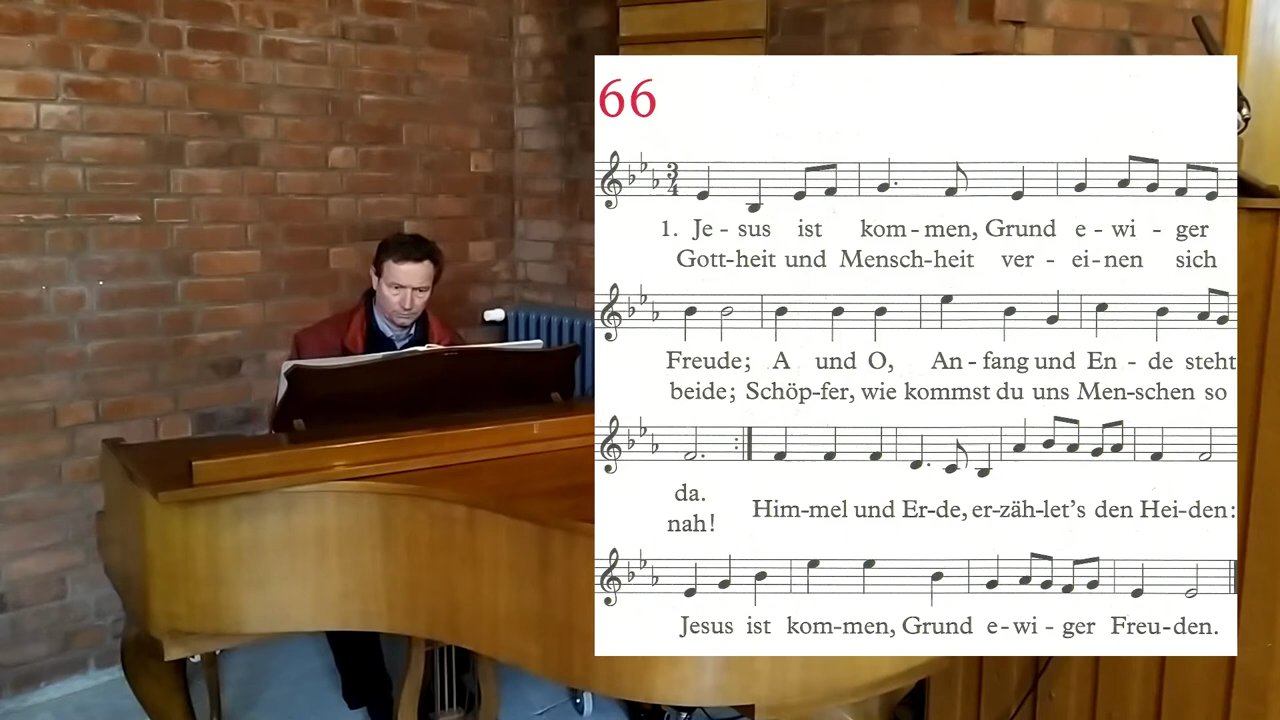 66
3
4
1. Je - sus ist kom - men, Grund e - wi - ger
Gott-heit und Mensch-heit ver - ei-nen sich
Freude; A und O, An - fang und En - de steht
beide; Schöp-fer, wie kommst du uns Men-schen so
da.
nah!
Him-mel und Er-de, er-zäh-let's den Hei-den:
Jesus ist kom-men, Grund e-wi - ger Freu-den.